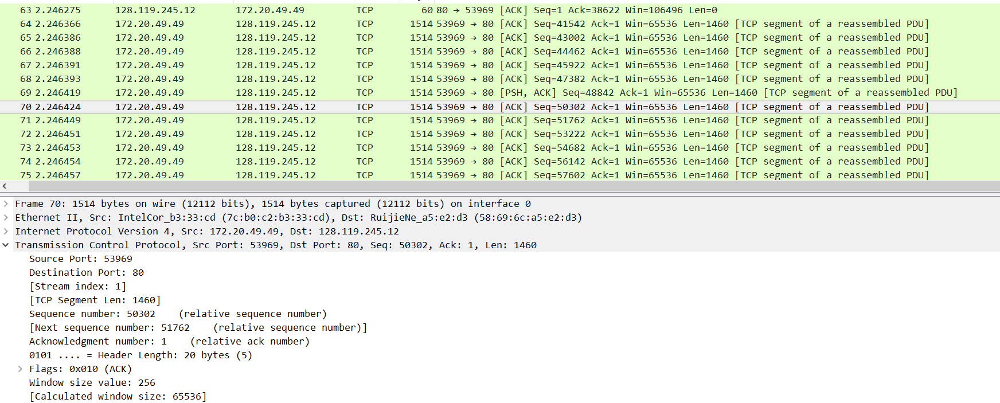 63 2.246275 128.119.245.12 172.20.49.49 TCP 60 80 → 53969 [ACK] Seq=1 Ack=38622 Win=106496 Len=0
64 2.246366 172.20.49.49 128.119.245.12 TCP 1514 53969 → 80 [ACK] Seq=41542 Ack=1 Win=65536 Len=1460 [TCP segment of a reassembled PDU]
65 2.246386 172.20.49.49 128.119.245.12 TCP 1514 53969 → 80 [ACK] Seq=43002 Ack=1 Win=65536 Len=1460 [TCP segment of a reassembled PDU]
66 2.246388 172.20.49.49 128.119.245.12 TCP 1514 53969 → 80 [ACK] Seq=44462 Ack=1 Win=65536 Len=1460 [TCP segment of a reassembled PDU]
67 2.246391 172.20.49.49 128.119.245.12 TCP 1514 53969 → 80 [ACK] Seq=45922 Ack=1 Win=65536 Len=1460 [TCP segment of a reassembled PDU]
68 2.246393 172.20.49.49 128.119.245.12 TCP 1514 53969 → 80 [ACK] Seq=47382 Ack=1 Win=65536 Len=1460 [TCP segment of a reassembled PDU]
69 2.246419 172.20.49.49 128.119.245.12 TCP 1514 53969 → 80 [PSH, ACK] Seq=48842 Ack=1 Win=65536 Len=1460 [TCP segment of a reassembled PDU]
70 2.246424 172.20.49.49 128.119.245.12 TCP 1514 53969 → 80 [ACK] Seq=50302 Ack=1 Win=65536 Len=1460 [TCP segment of a reassembled PDU]
71 2.246449 172.20.49.49 128.119.245.12 TCP 1514 53969 → 80 [ACK] Seq=51762 Ack=1 Win=65536 Len=1460 [TCP segment of a reassembled PDU]
72 2.246451 172.20.49.49 128.119.245.12 TCP 1514 53969 → 80 [ACK] Seq=53222 Ack=1 Win=65536 Len=1460 [TCP segment of a reassembled PDU]
73 2.246453 172.20.49.49 128.119.245.12 TCP 1514 53969 → 80 [ACK] Seq=54682 Ack=1 Win=65536 Len=1460 [TCP segment of a reassembled PDU]
74 2.246454 172.20.49.49 128.119.245.12 TCP 1514 53969 → 80 [ACK] Seq=56142 Ack=1 Win=65536 Len=1460 [TCP segment of a reassembled PDU]
75 2.246457 172.20.49.49 128.119.245.12 TCP 1514 53969 → 80 [ACK] Seq=57602 Ack=1 Win=65536 Len=1460 [TCP segment of a reassembled PDU]
Frame 70: 1514 bytes on wire (12112 bits), 1514 bytes captured (12112 bits) on interface 0
Ethernet II, Src: IntelCor_b3:33:cd (7c:b0:c2:b3:33:cd), Dst: RuijieNe_a5:e2:d3 (58:69:6c:a5:e2:d3)
Internet Protocol Version 4, Src: 172.20.49.49, Dst: 128.119.245.12
Transmission Control Protocol, Src Port: 53969, Dst Port: 80, Seq: 50302, Ack: 1, Len: 1460
Source Port: 53969
Destination Port: 80
[Stream index: 1]
[TCP Segment Len: 1460]
Sequence number: 50302    (relative sequence number)
[Next sequence number: 51762    (relative sequence number)]
Acknowledgment number: 1    (relative ack number)
0101 .... = Header Length: 20 bytes (5)
Flags: 0x010 (ACK)
Window size value: 256
[Calculated window size: 65536]